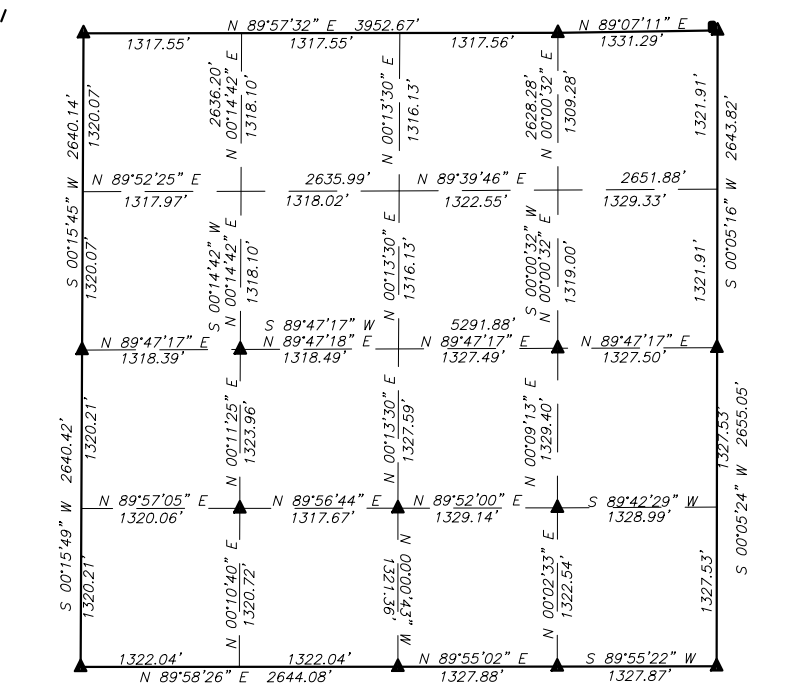 N 89°57'32" E 3952.67'
N 89°07'11" E
1317.55'
1317.55'
1317.56'
1331.29'
S 00°15'45" W 2640.14'
1320.07'
2636.20'
N 00°14'42" E
1318.10'
N 00°13'30" E
1316.13'
2628.28'
N 00°00'32" E
1309.28'
1321.91'
S 00°05'16" W 2643.82'
N 89°52'25" E
2635.99'
N 89°39'46" E
2651.88'
1317.97'
1318.02'
1322.55'
1329.33'
1320.07'
S 00°14'42" W
N 00°14'42" E
1318.10'
N 00°13'30" E
1316.13'
S 00°00'32" W
N 00°00'32" E
1319.00'
1321.91'
S 89°47'17" W
5291.88'
N 89°47'17" E
N 89°47'18" E
N 89°47'17" E
N 89°47'17" E
1318.39'
1318.49'
1327.49'
1327.50'
S 00°15'49" W 2640.42'
1320.21'
N 00°11'25" E
1323.96'
N 00°13'30" E
1327.59'
N 00°09'13" E
1329.40'
1327.53'
S 00°05'24" W 2655.05'
N 89°57'05" E
N 89°56'44" E
N 89°52'00" E
S 89°42'29" W
1320.06'
1317.67'
1329.14'
1328.99'
1320.21'
N 00°10'40" E
1320.72'
N 00°00'43" W
1321.36'
N 00°02'33" E
1322.54'
1327.53'
1322.04'
1322.04'
N 89°55'02" E
S 89°55'22" W
N 89°58'26" E 2644.08'
1327.88'
1327.87'